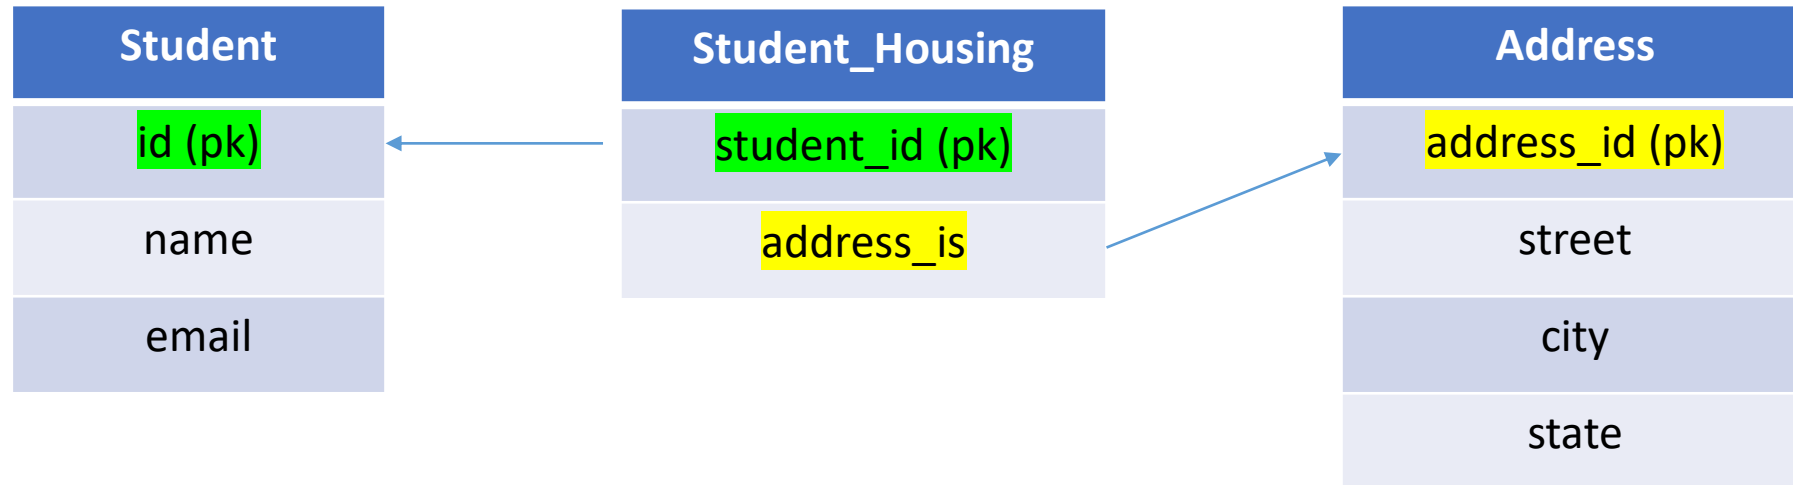 Student
id (pk)
name
email
Student_Housing
student_id (pk)
address_is
Address
address_id (pk)
street
city
state